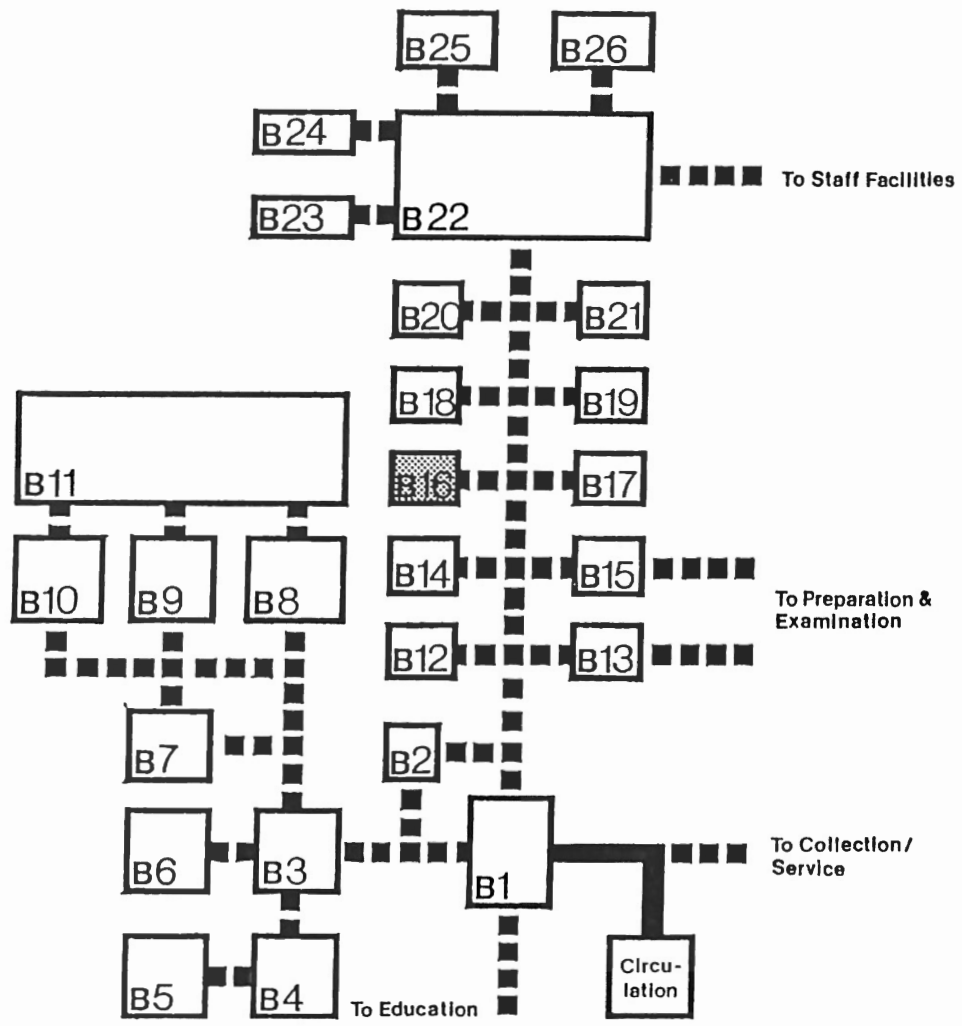 B25
B26
B24
To Staff Facilities
B23
B22
B20
B21
B18
B19
B11
B16
B17
B10
B9
B8
B14
B15
To Preparation &
Examination
B12
B13
B7
B2
B6
B3
B1
To Collection/
Service
B5
B4
To Education
Circu-
lation